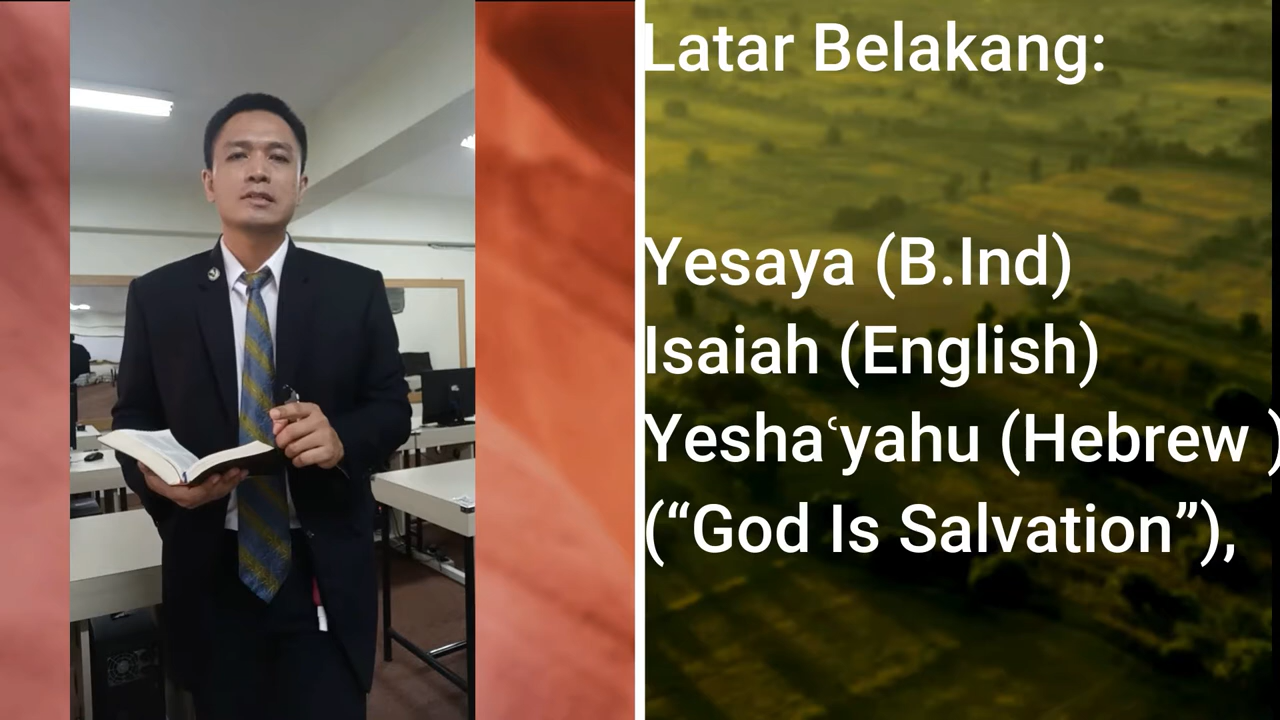 Latar Belakang:
Yesaya (B.Ind)
Isaiah (English)
Yeshaʿyahu (Hebrew )
(“God Is Salvation”),